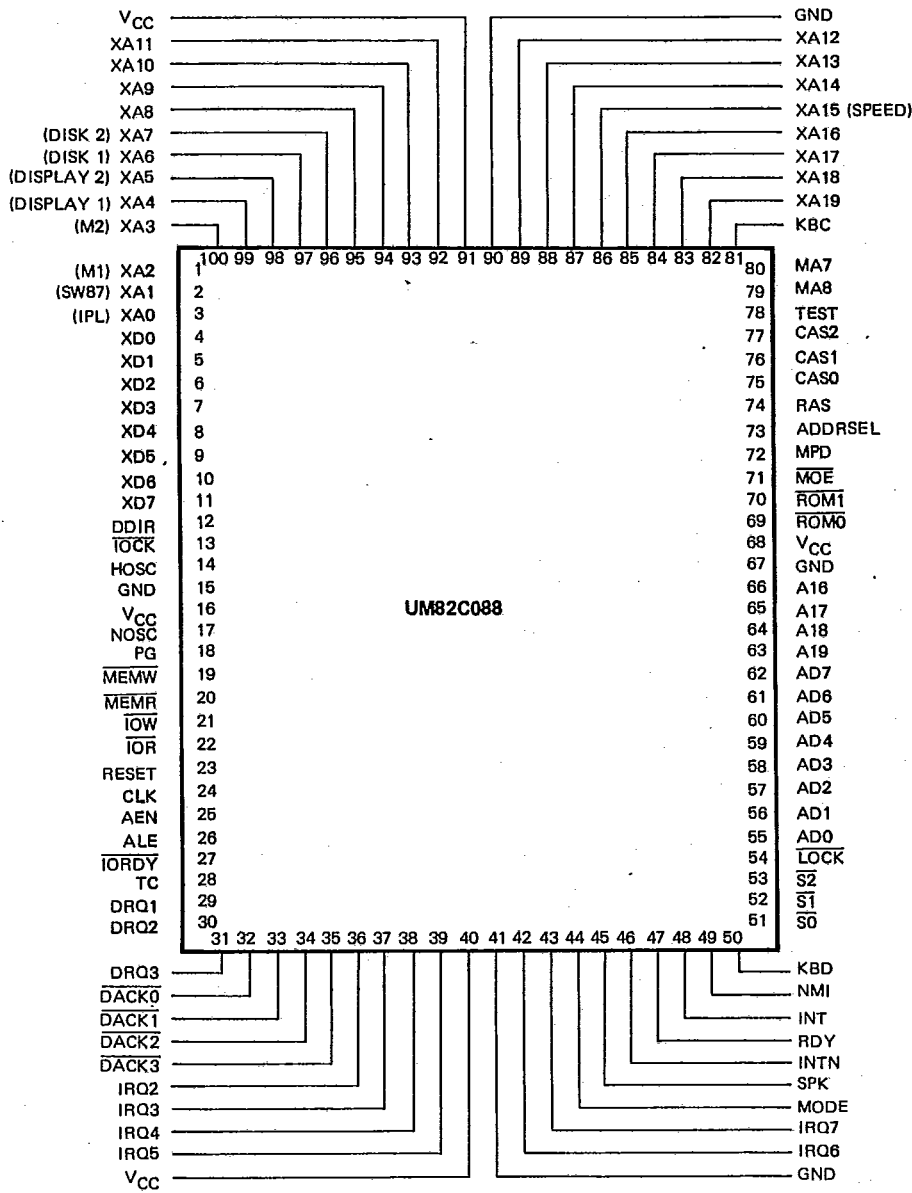 VCC
XA11
XA10
XA9
XA8
(DISK 2) XA7
(DISK 1) XA6
(DISPLAY 2) XA5
(DISPLAY 1) XA4
(M2) XA3
GND
XA12
XA13
XA14
XA15 (SPEED)
XA16
XA17
XA18
XA19
KBC
100 99 98 97 96 95 94 93 92 91 90 89 88 87 86 85 84 83 82 81
(M1) XA2 1
(SW87) XA1 2
(IPL) XA0 3
XD0 4
XD1 5
XD2 6
XD3 7
XD4 8
XD5 9
XD6 10
XD7 11
DDIR 12
IOCK 13
HOSC 14
GND 15
VCC 16
NOSC 17
PG 18
MEMW 19
MEMR 20
IOW 21
IOR 22
RESET 23
CLK 24
AEN 25
ALE 26
IORDY 27
TC 28
DRQ1 29
DRQ2 30
UM82C088
80 MA7
79 MA8
78 TEST
77 CAS2
76 CAS1
75 CAS0
74 RAS
73 ADDRSEL
72 MPD
71 MOE
70 ROM1
69 ROM0
68 VCC
67 GND
66 A16
65 A17
64 A18
63 A19
62 AD7
61 AD6
60 AD5
59 AD4
58 AD3
57 AD2
56 AD1
55 AD0
54 LOCK
53 S2
52 S1
51 S0
31 32 33 34 35 36 37 38 39 40 41 42 43 44 45 46 47 48 49 50
DRQ3
DACK0
DACK1
DACK2
DACK3
IRQ2
IRQ3
IRQ4
IRQ5
VCC
KBD
NMI
INT
RDY
INTN
SPK
MODE
IRQ7
IRQ6
GND